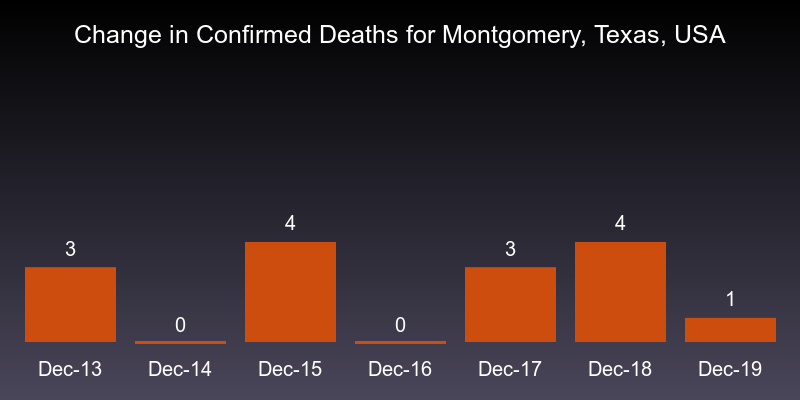 Change in Confirmed Deaths for Montgomery, Texas, USA
3 0 4 0 3 4 1
Dec-13 Dec-14 Dec-15 Dec-16 Dec-17 Dec-18 Dec-19